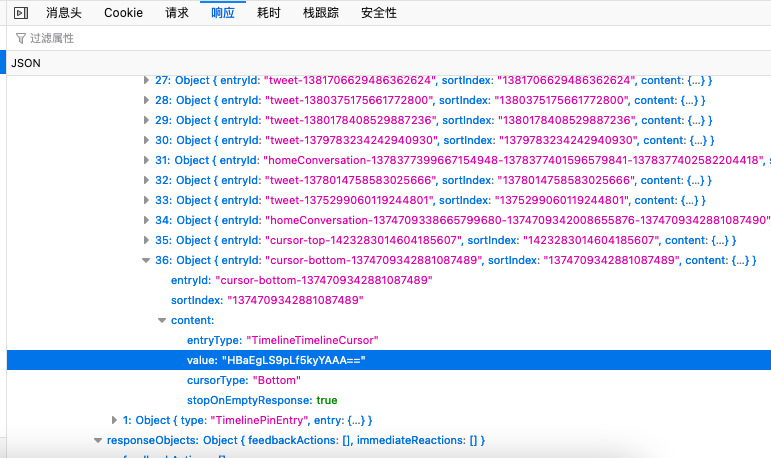 消息头 Cookie 请求 响应 耗时 栈跟踪 安全性
过滤属性
JSON
27: Object { entryId: "tweet-1381706629486362624", sortIndex: "1381706629486362624", content: {…} }
28: Object { entryId: "tweet-1380375175661772800", sortIndex: "1380375175661772800", content: {…} }
29: Object { entryId: "tweet-1380178408529887236", sortIndex: "1380178408529887236", content: {…} }
30: Object { entryId: "tweet-1379783234242940930", sortIndex: "1379783234242940930", content: {…} }
31: Object { entryId: "homeConversation-1378377399667154948-1378377401596579841-1378377402582204418", s
32: Object { entryId: "tweet-1378014758583025666", sortIndex: "1378014758583025666", content: {…} }
33: Object { entryId: "tweet-1375299060119244801", sortIndex: "1375299060119244801", content: {…} }
34: Object { entryId: "homeConversation-1374709338665799680-1374709342008655876-1374709342881087490"
35: Object { entryId: "cursor-top-1423283014604185607", sortIndex: "1423283014604185607", content: {…} }
36: Object { entryId: "cursor-bottom-1374709342881087489", sortIndex: "1374709342881087489", content: {…} }
entryId: "cursor-bottom-1374709342881087489"
sortIndex: "1374709342881087489"
content:
entryType: "TimelineTimelineCursor"
value: "HBaEgLS9pLf5kyYAAA=="
cursorType: "Bottom"
stopOnEmptyResponse: true
1: Object { type: "TimelinePinEntry", entry: {…} }
responseObjects: Object { feedbackActions: [], immediateReactions: [] }